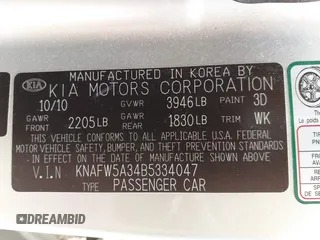 MANUFACTURED IN KOREA BY
KIA KIA MOTORS CORPORATION
10/10 GVWR 3946LB PAINT 3D
GAWR FRONT 2205LB GAWR REAR 1830LB TRIM WK
THIS VEHICLE CONFORMS TO ALL APPLICABLE U.S.A. FEDERAL
MOTOR VEHICLE SAFETY, BUMPER, AND THEFT PREVENTION STANDARDS
IN EFFECT ON THE DATE OF MANUFACTURE SHOWN ABOVE.
V.I.N KNAFW5A34B5334047
TYPE PASSENGER CAR
DREAMBID